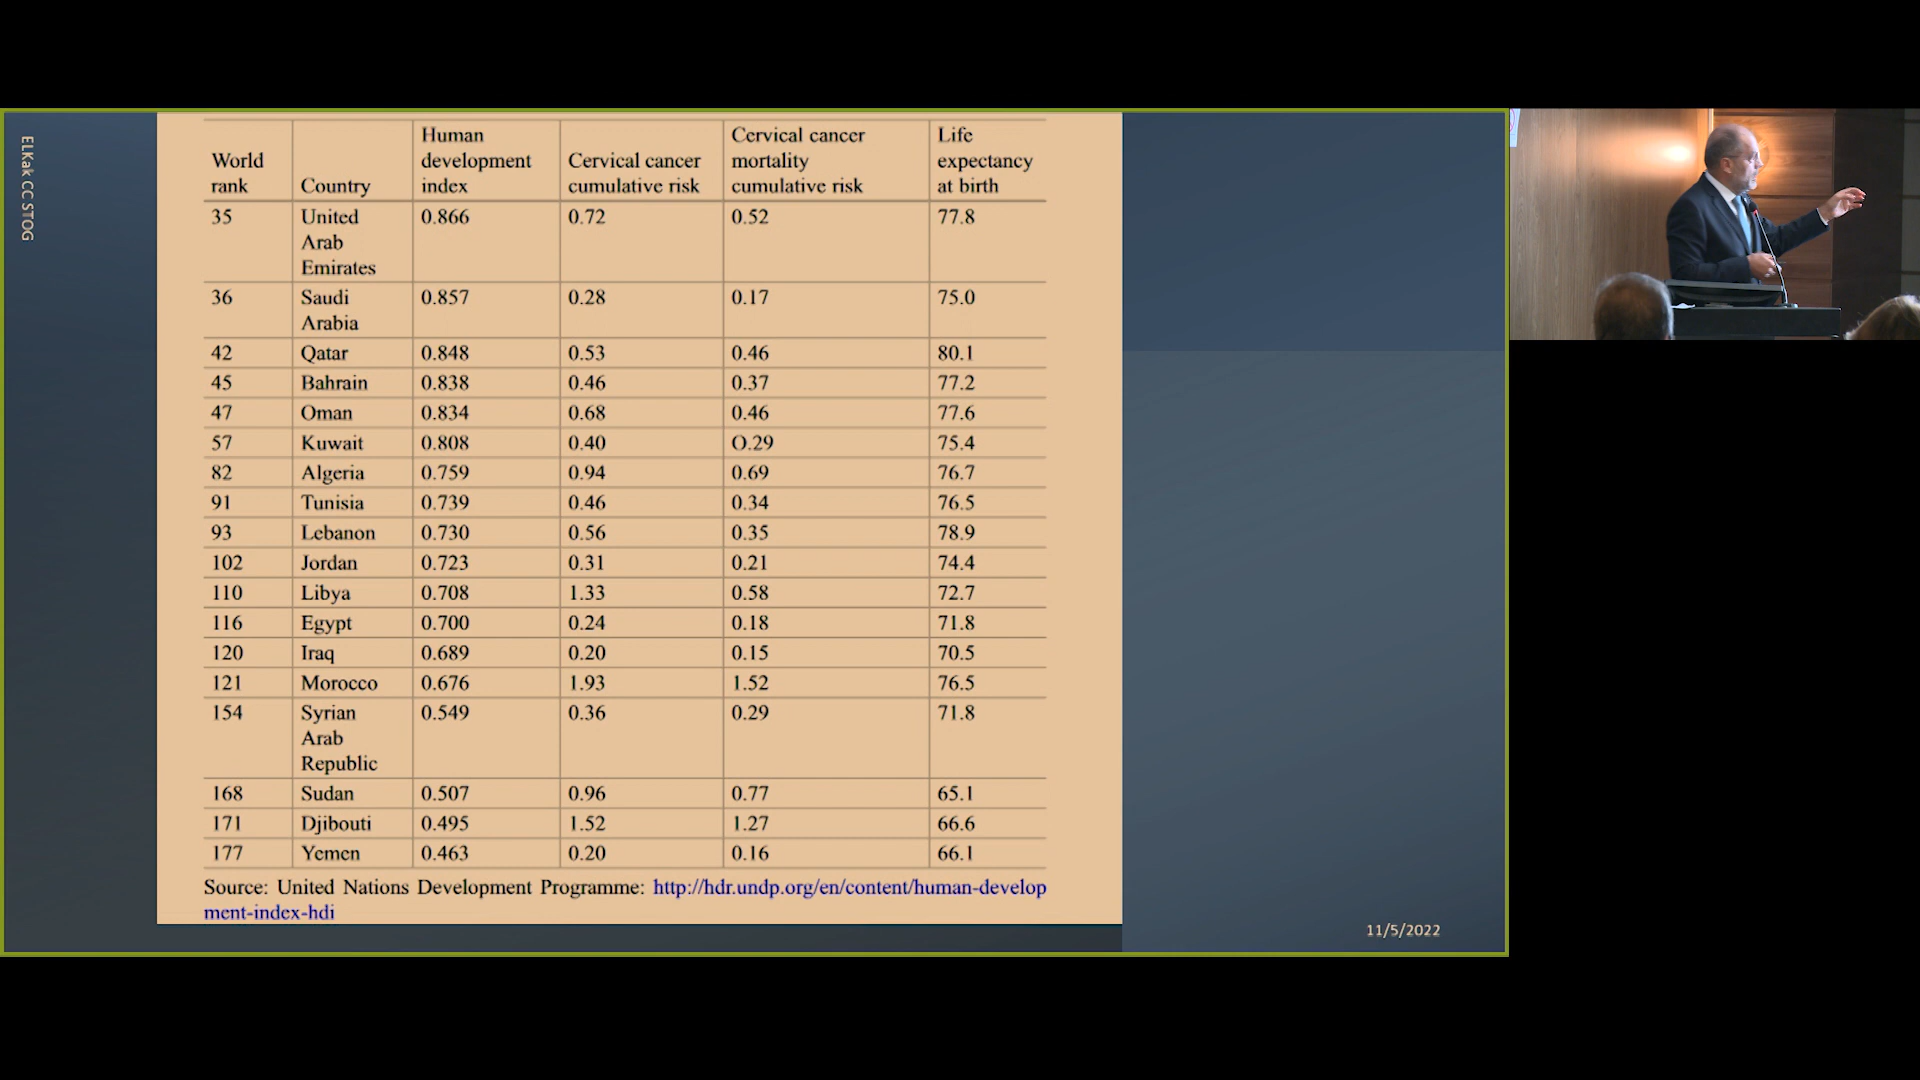 ELKak CC STOG
World rank | Country | Human development index | Cervical cancer cumulative risk | Cervical cancer mortality cumulative risk | Life expectancy at birth
35 | United Arab Emirates | 0.866 | 0.72 | 0.52 | 77.8
36 | Saudi Arabia | 0.857 | 0.28 | 0.17 | 75.0
42 | Qatar | 0.848 | 0.53 | 0.46 | 80.1
45 | Bahrain | 0.838 | 0.46 | 0.37 | 77.2
47 | Oman | 0.834 | 0.68 | 0.46 | 77.6
57 | Kuwait | 0.808 | 0.40 | O.29 | 75.4
82 | Algeria | 0.759 | 0.94 | 0.69 | 76.7
91 | Tunisia | 0.739 | 0.46 | 0.34 | 76.5
93 | Lebanon | 0.730 | 0.56 | 0.35 | 78.9
102 | Jordan | 0.723 | 0.31 | 0.21 | 74.4
110 | Libya | 0.708 | 1.33 | 0.58 | 72.7
116 | Egypt | 0.700 | 0.24 | 0.18 | 71.8
120 | Iraq | 0.689 | 0.20 | 0.15 | 70.5
121 | Morocco | 0.676 | 1.93 | 1.52 | 76.5
154 | Syrian Arab Republic | 0.549 | 0.36 | 0.29 | 71.8
168 | Sudan | 0.507 | 0.96 | 0.77 | 65.1
171 | Djibouti | 0.495 | 1.52 | 1.27 | 66.6
177 | Yemen | 0.463 | 0.20 | 0.16 | 66.1
Source: United Nations Development Programme: http://hdr.undp.org/en/content/human-develop
ment-index-hdi
11/5/2022